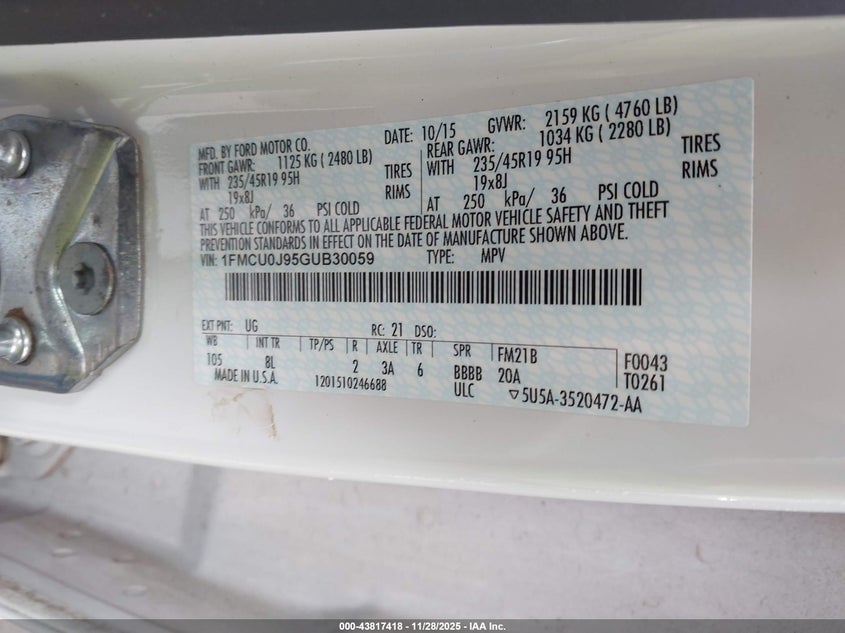 MFD. BY FORD MOTOR CO. DATE: 10/15 GVWR: 2159 KG ( 4760 LB)
FRONT GAWR: 1125 KG ( 2480 LB) REAR GAWR: 1034 KG ( 2280 LB)
WITH 235/45R19 95H TIRES WITH 235/45R19 95H TIRES
19x8J RIMS 19x8J RIMS
AT 250 kPa/ 36 PSI COLD AT 250 kPa/ 36 PSI COLD
THIS VEHICLE CONFORMS TO ALL APPLICABLE FEDERAL MOTOR VEHICLE SAFETY AND THEFT
PREVENTION STANDARDS IN EFFECT ON THE DATE OF MANUFACTURE SHOWN ABOVE.
VIN: 1FMCU0J95GUB30059 TYPE: MPV
EXT PNT: UG RC: 21 DSO:
WB INT TR TP/PS R AXLE TR SPR FM21B F0043
105 8L 2 3A 6 BBBB 20A T0261
MADE IN U.S.A. 1201510246688 ULC ▽5U5A-3520472-AA
000-43817418 - 11/28/2025 - IAA Inc.